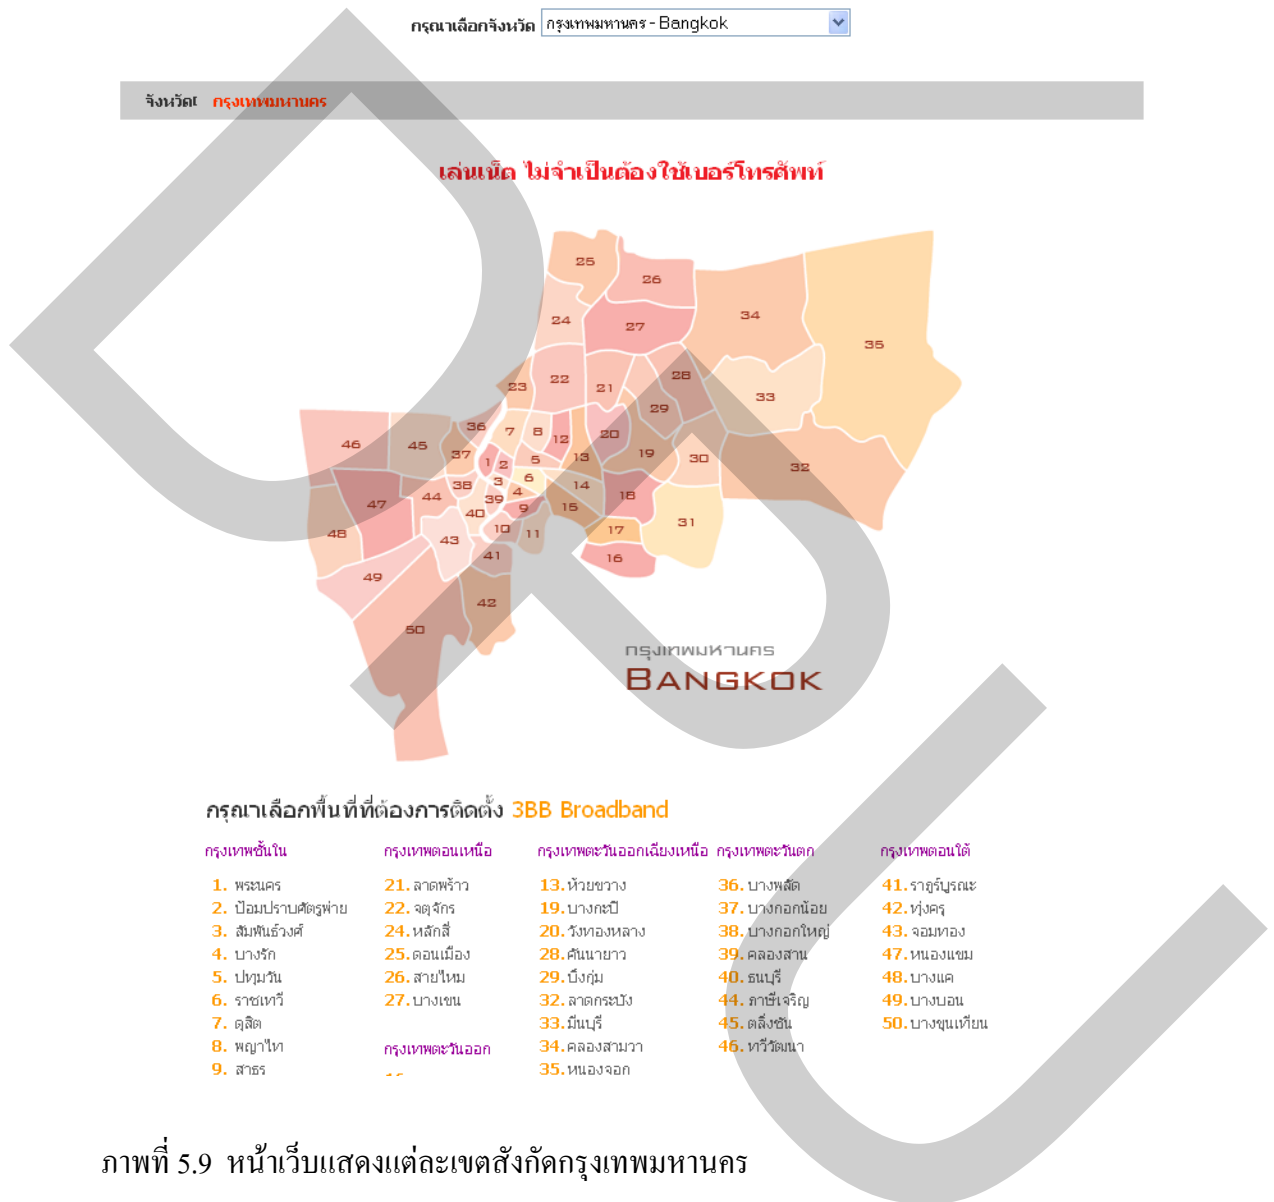 กรุณาเลือกจังหวัด กรุงเทพมหานคร - Bangkok
จังหวัด กรุงเทพมหานคร
เล่นเน็ต ไม่จำเป็นต้องใช้เบอร์โทรศัพท์
25
26
24
27
34
35
23
22
21
28
33
29
36
7
8
12
20
46
45
37
1
2
5
13
19
30
32
38
3
6
14
44
39
4
18
47
40
9
15
31
48
43
10
11
17
41
16
49
42
50
กรุงเทพมหานคร
BANGKOK
กรุณาเลือกพื้นที่ที่ต้องการติดตั้ง 3BB Broadband
กรุงเทพชั้นใน
1. พระนคร
2. ป้อมปราบศัตรูพ่าย
3. สัมพันธ์วงศ์
4. บางรัก
5. ปทุมวัน
6. ราชเทวี
7. ดุสิต
8. พญาไท
9. สาธร
กรุงเทพตอนเหนือ
21. ลาดพร้าว
22. จตุจักร
24. หลักสี่
25. ดอนเมือง
26. สายไหม
27. บางเขน
กรุงเทพตะวันออก
กรุงเทพตะวันออกเฉียงเหนือ
13. ห้วยขวาง
19. บางกะปิ
20. วังทองหลาง
28. คันนายาว
29. บึงกุ่ม
32. ลาดกระบัง
33. มีนบุรี
34. คลองสามวา
35. หนองจอก
กรุงเทพตะวันตก
36. บางพลัด
37. บางกอกน้อย
38. บางกอกใหญ่
39. คลองสาน
40. ธนบุรี
44. ภาษีเจริญ
45. ตลิ่งชัน
46. ทวีวัฒนา
กรุงเทพตอนใต้
41. ราฎร์บูรณะ
42. ทุ่งครุ
43. จอมทอง
47. หนองแขม
48. บางแค
49. บางบอน
50. บางขุนเทียน
ภาพที่ 5.9 หน้าเว็บแสดงแต่ละเขตสังกัดกรุงเทพมหานคร